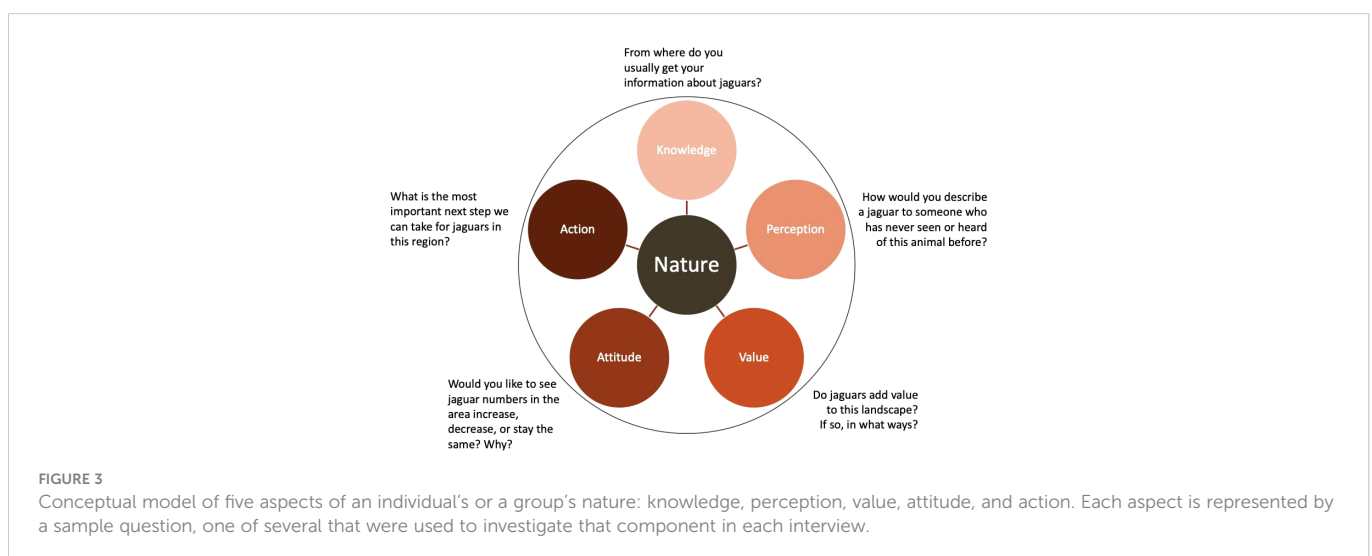 From where do you
usually get your
information about jaguars?
Knowledge
What is the most
important next step we
can take for jaguars in
this region?
Action
Perception
How would you describe
a jaguar to someone who
has never seen or heard
of this animal before?
Nature
Attitude
Value
Would you like to see
jaguar numbers in the
area increase,
decrease, or stay the
same? Why?
Do jaguars add value
to this landscape?
If so, in what ways?
FIGURE 3
Conceptual model of five aspects of an individual’s or a group’s nature: knowledge, perception, value, attitude, and action. Each aspect is represented by
a sample question, one of several that were used to investigate that component in each interview.